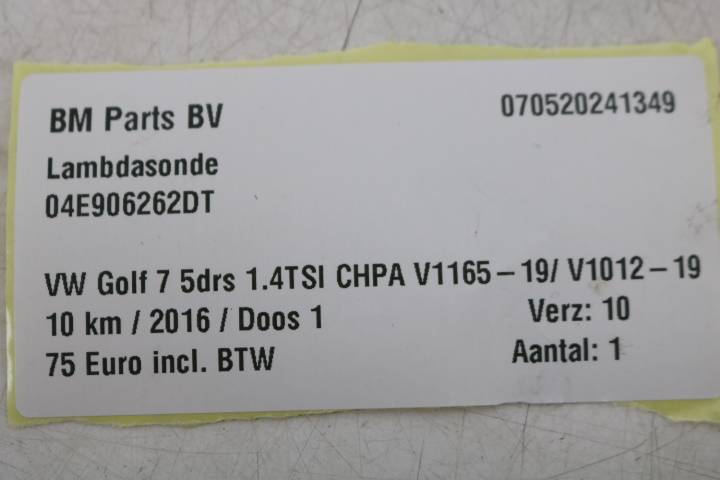 BM Parts BV 070520241349
Lambdasonde
04E906262DT
VW Golf 7 5drs 1.4TSI CHPA V1165-19/ V1012-19
10 km / 2016 / Doos 1 Verz: 10
75 Euro incl. BTW Aantal: 1